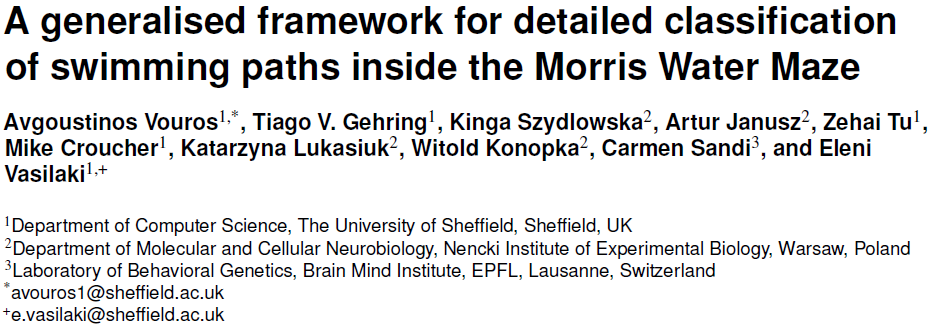 A generalised framework for detailed classification
of swimming paths inside the Morris Water Maze
Avgoustinos Vouros1,*, Tiago V. Gehring1, Kinga Szydlowska2, Artur Janusz2, Zehai Tu1,
Mike Croucher1, Katarzyna Lukasiuk2, Witold Konopka2, Carmen Sandi3, and Eleni
Vasilaki1,+
1Department of Computer Science, The University of Sheffield, Sheffield, UK
2Department of Molecular and Cellular Neurobiology, Nencki Institute of Experimental Biology, Warsaw, Poland
3Laboratory of Behavioral Genetics, Brain Mind Institute, EPFL, Lausanne, Switzerland
*avouros1@sheffield.ac.uk
+e.vasilaki@sheffield.ac.uk